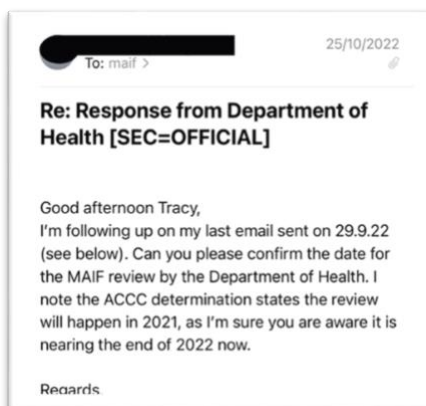 25/10/2022
To: maif >
Re: Response from Department of
Health [SEC=OFFICIAL]
Good afternoon Tracy,
I'm following up on my last email sent on 29.9.22
(see below). Can you please confirm the date for
the MAIF review by the Department of Health. I
note the ACCC determination states the review
will happen in 2021, as I'm sure you are aware it is
nearing the end of 2022 now.
Regards